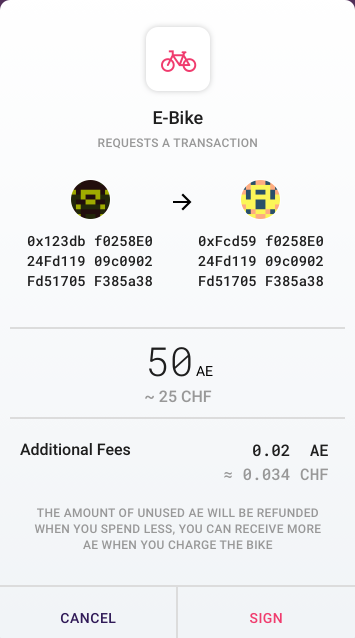 E-Bike
REQUESTS A TRANSACTION
0x123db f0258E0
24Fd119 09c0902
Fd51705 F385a38
0xFcd59 f0258E0
24Fd119 09c0902
Fd51705 F385a38
50 AE
~ 25 CHF
Additional Fees 0.02 AE
≈ 0.034 CHF
THE AMOUNT OF UNUSED AE WILL BE REFUNDED
WHEN YOU SPEND LESS, YOU CAN RECEIVE MORE
AE WHEN YOU CHARGE THE BIKE
CANCEL
SIGN